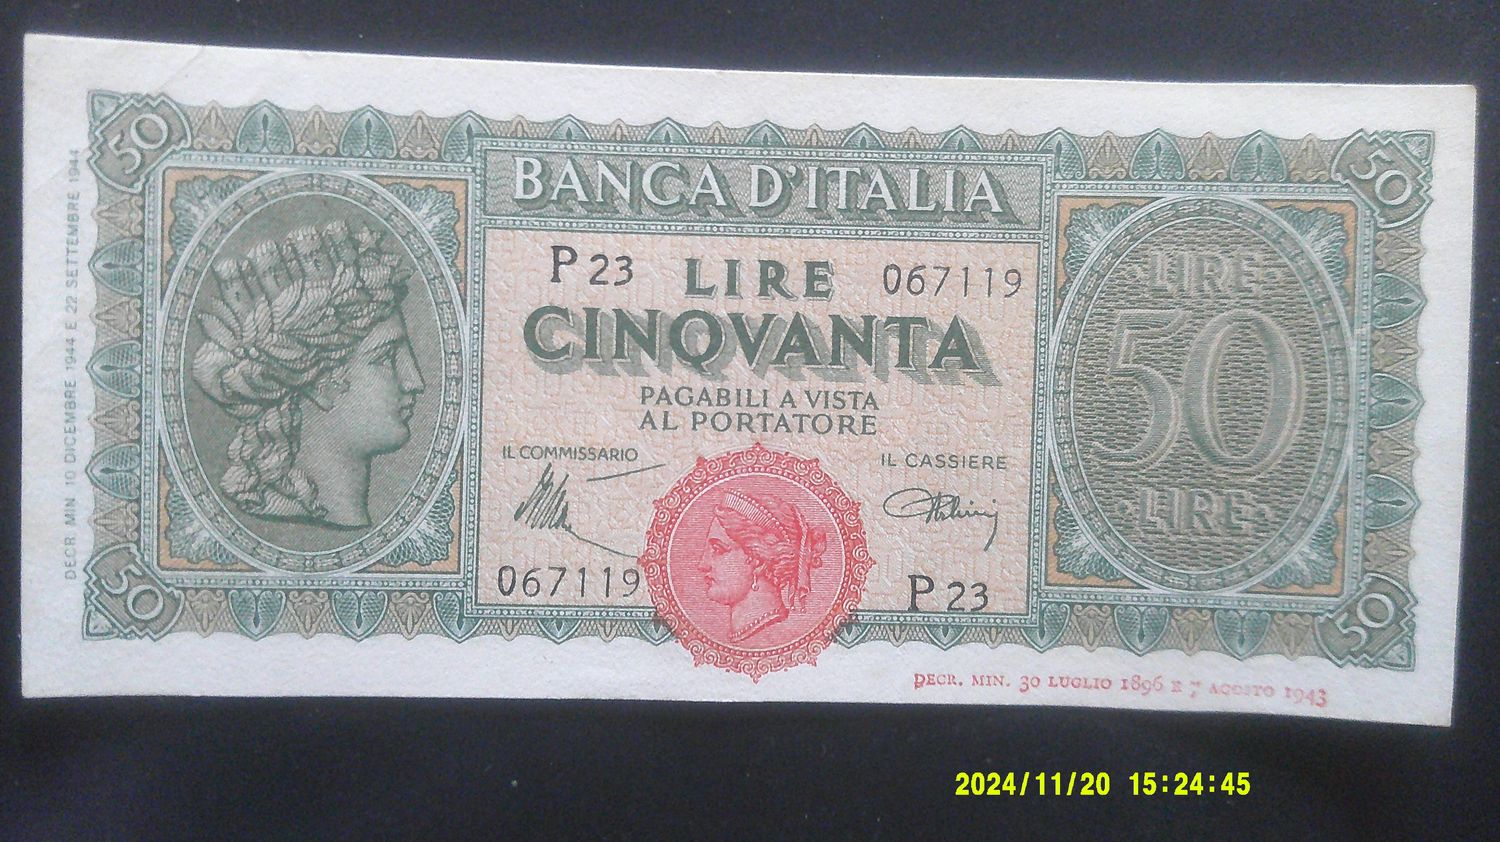 50
50
BANCA D'ITALIA
P 23
LIRE
067119
CINQVANTA
PAGABILI A VISTA
AL PORTATORE
IL COMMISSARIO
IL CASSIERE
067119
P 23
LIRE
50
LIRE
50
50
DECR. MIN. 10 DICEMBRE 1944 E 22 SETTEMBRE 1944
DECR. MIN. 30 LUGLIO 1896 E 7 AGOSTO 1943
2024/11/20 15:24:45